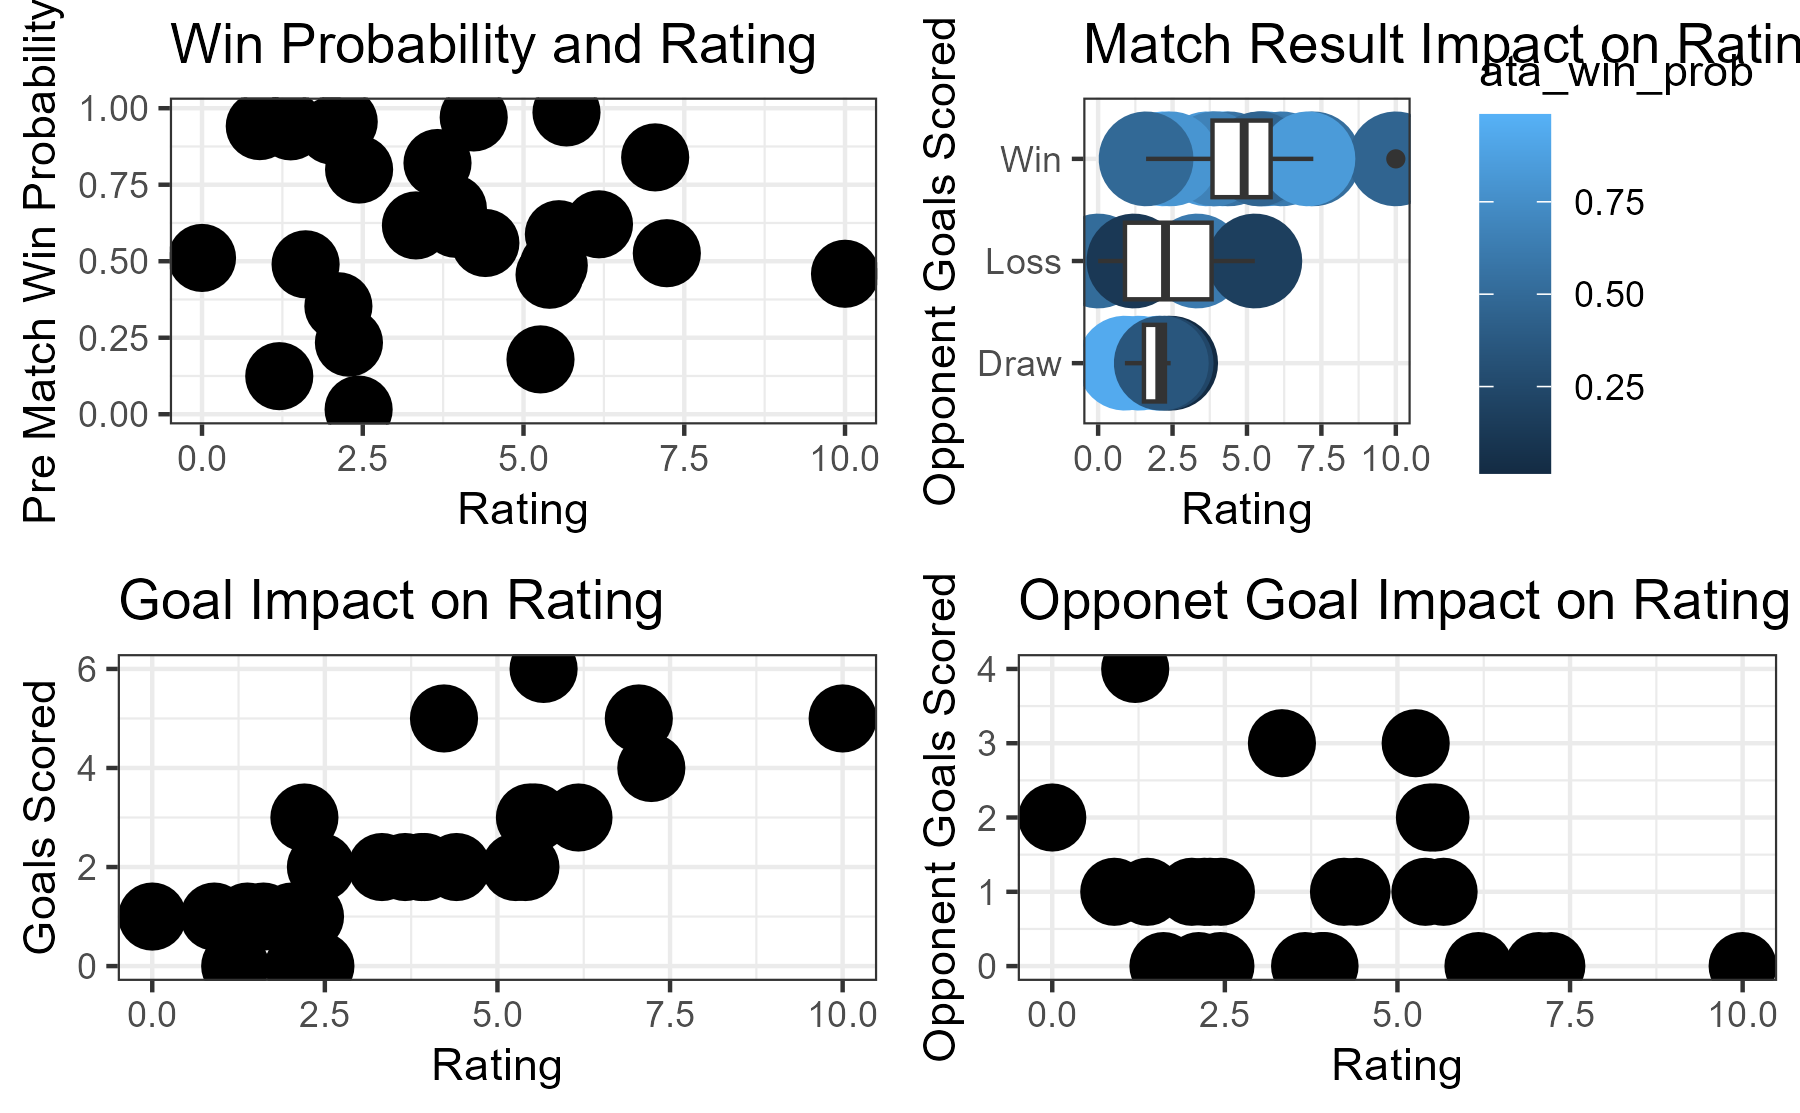 Win Probability and Rating
Pre Match Win Probability
1.00
0.75
0.50
0.25
0.00
0.0 2.5 5.0 7.5 10.0
Rating
Match Result Impact on Ratin
Opponent Goals Scored
Win
Loss
Draw
0.0 2.5 5.0 7.5 10.0
Rating
ata_win_prob
0.75
0.50
0.25
Goal Impact on Rating
Goals Scored
6
4
2
0
0.0 2.5 5.0 7.5 10.0
Rating
Opponet Goal Impact on Rating
Opponent Goals Scored
4
3
2
1
0
0.0 2.5 5.0 7.5 10.0
Rating